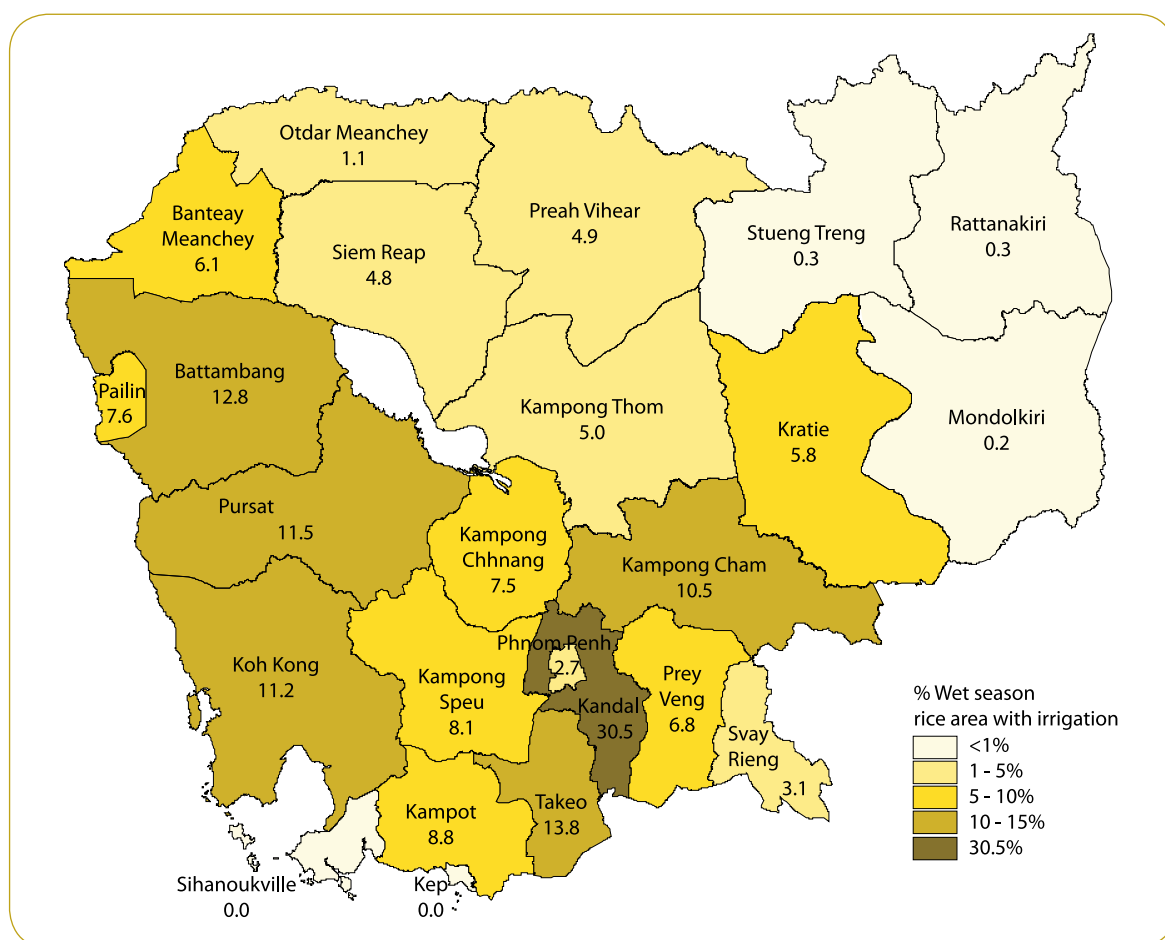 Otdar Meanchey
1.1
Banteay
Meanchey
6.1
Siem Reap
4.8
Preah Vihear
4.9
Stueng Treng
0.3
Rattanakiri
0.3
Battambang
12.8
Pailin
7.6
Kampong Thom
5.0
Kratie
5.8
Mondolkiri
0.2
Pursat
11.5
Kampong
Chhnang
7.5
Kampong Cham
10.5
Koh Kong
11.2
Kampong
Speu
8.1
Phnom Penh
2.7
Kandal
30.5
Prey
Veng
6.8
Svay
Rieng
3.1
Kampot
8.8
Takeo
13.8
Sihanoukville
0.0
Kep
0.0
% Wet season
rice area with irrigation
<1%
1 - 5%
5 - 10%
10 - 15%
30.5%